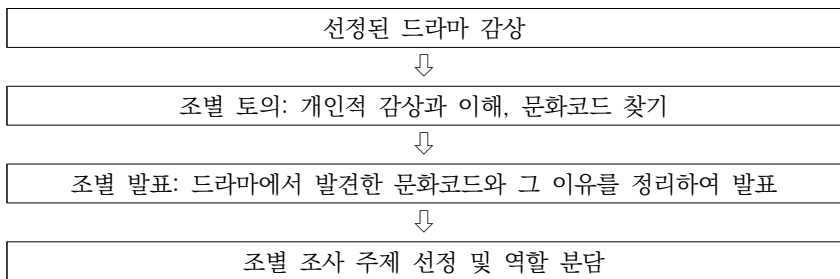 선정된 드라마 감상
⇩
조별 토의: 개인적 감상과 이해, 문화코드 찾기
⇩
조별 발표: 드라마에서 발견한 문화코드와 그 이유를 정리하여 발표
⇩
조별 조사 주제 선정 및 역할 분담